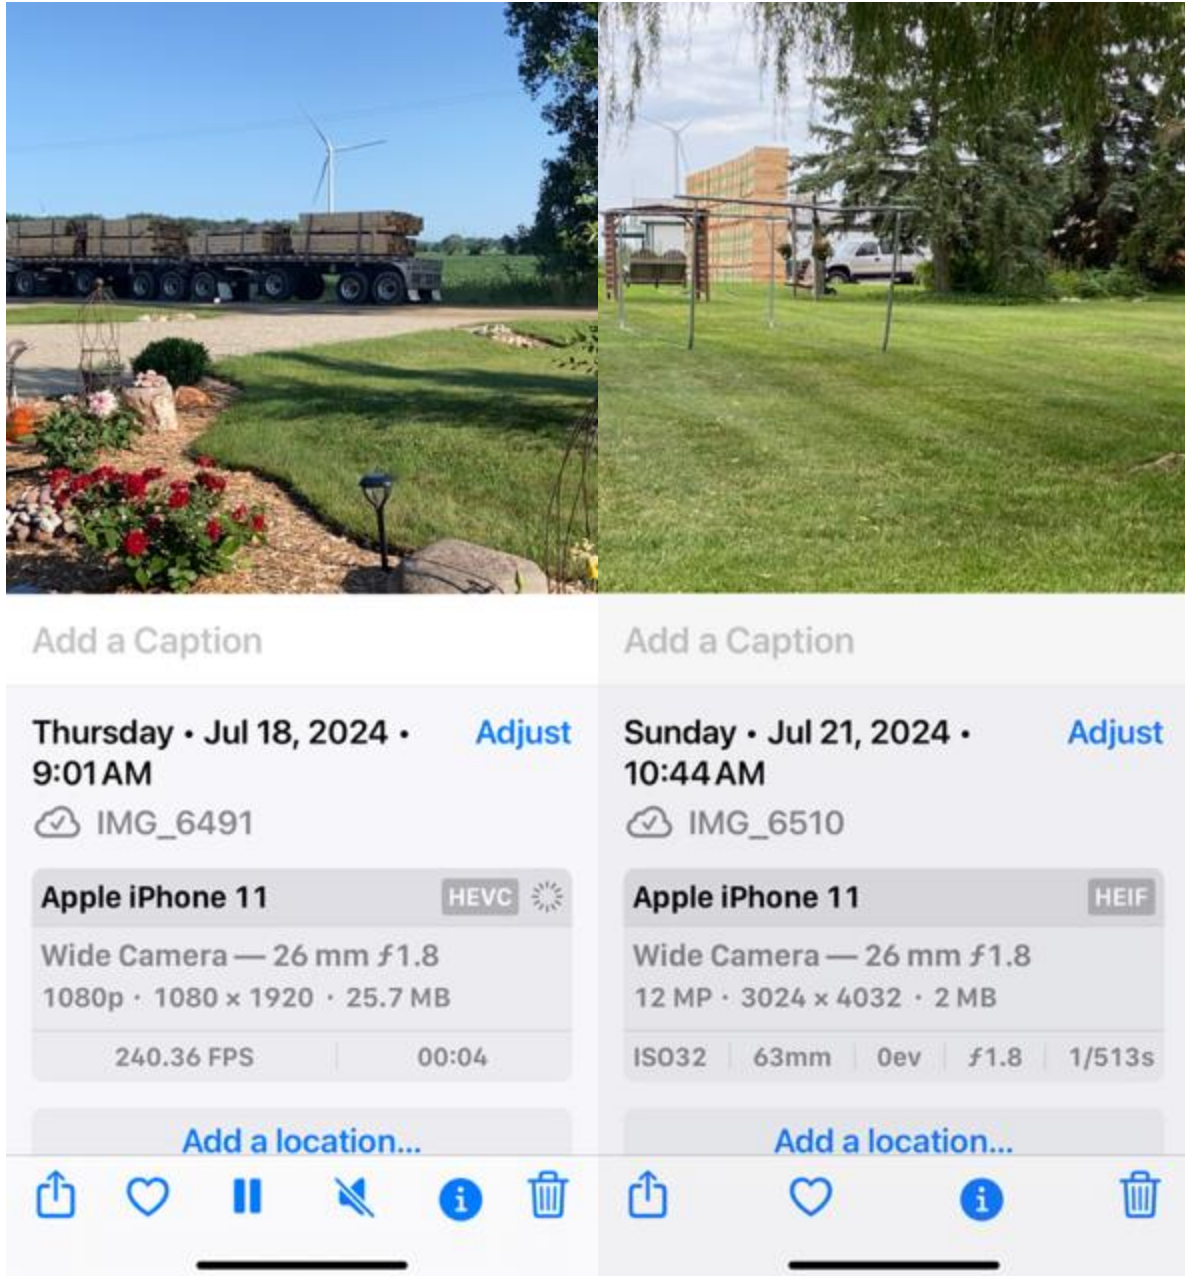 Add a Caption
Thursday • Jul 18, 2024 •
9:01 AM
Adjust
IMG_6491
Apple iPhone 11
HEVC
Wide Camera — 26 mm ƒ1.8
1080p · 1080 × 1920 · 25.7 MB
240.36 FPS
00:04
Add a location...
Add a Caption
Sunday • Jul 21, 2024 •
10:44 AM
Adjust
IMG_6510
Apple iPhone 11
HEIF
Wide Camera — 26 mm ƒ1.8
12 MP · 3024 × 4032 · 2 MB
ISO32
63mm
0ev
ƒ1.8
1/513s
Add a location...